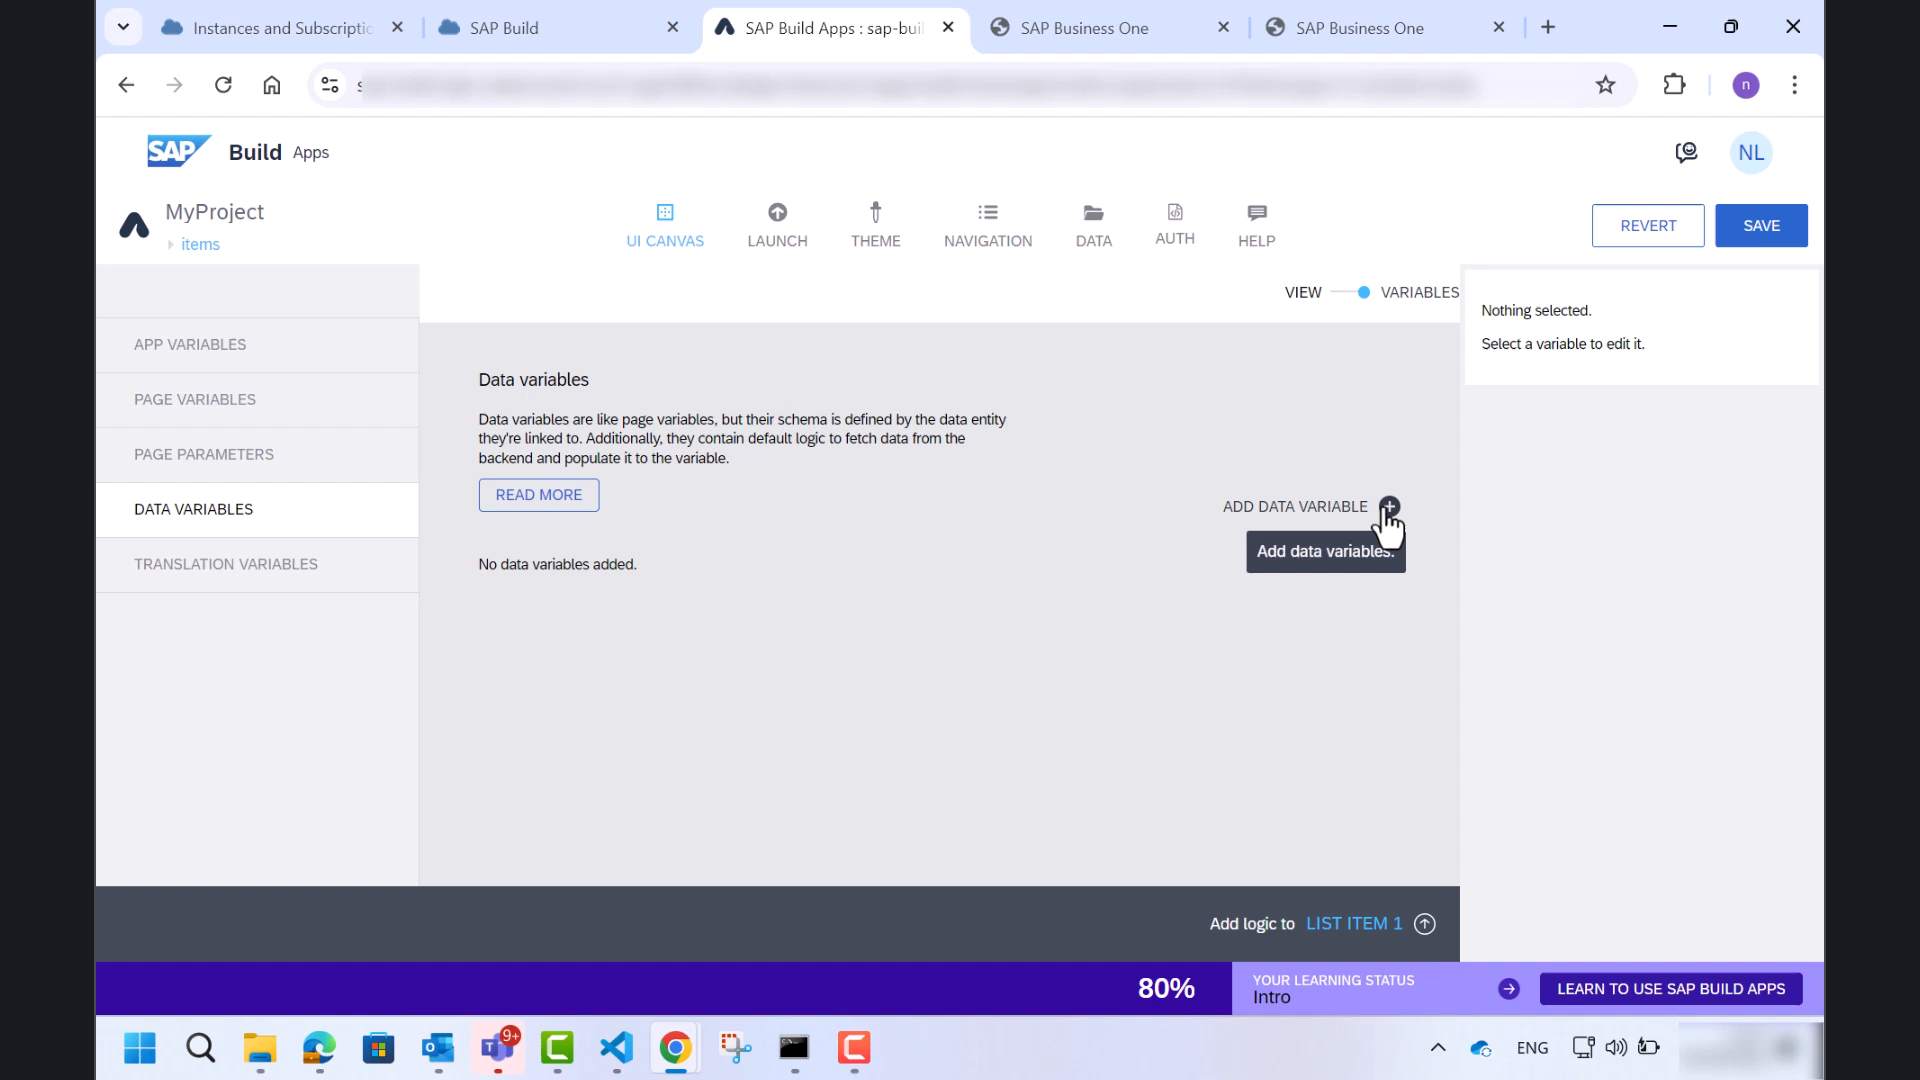 Instances and Subscriptio
SAP Build
SAP Build Apps : sap-buil
SAP Business One
SAP Business One
n
SAP Build Apps
NL
MyProject
items
UI CANVAS
LAUNCH
THEME
NAVIGATION
DATA
AUTH
HELP
REVERT
SAVE
VIEW
VARIABLES
APP VARIABLES
PAGE VARIABLES
PAGE PARAMETERS
DATA VARIABLES
TRANSLATION VARIABLES
Data variables
Data variables are like page variables, but their schema is defined by the data entity
they're linked to. Additionally, they contain default logic to fetch data from the
backend and populate it to the variable.
READ MORE
ADD DATA VARIABLE
Add data variables.
No data variables added.
Nothing selected.
Select a variable to edit it.
Add logic to LIST ITEM 1
80%
YOUR LEARNING STATUS
Intro
LEARN TO USE SAP BUILD APPS
9+
ENG